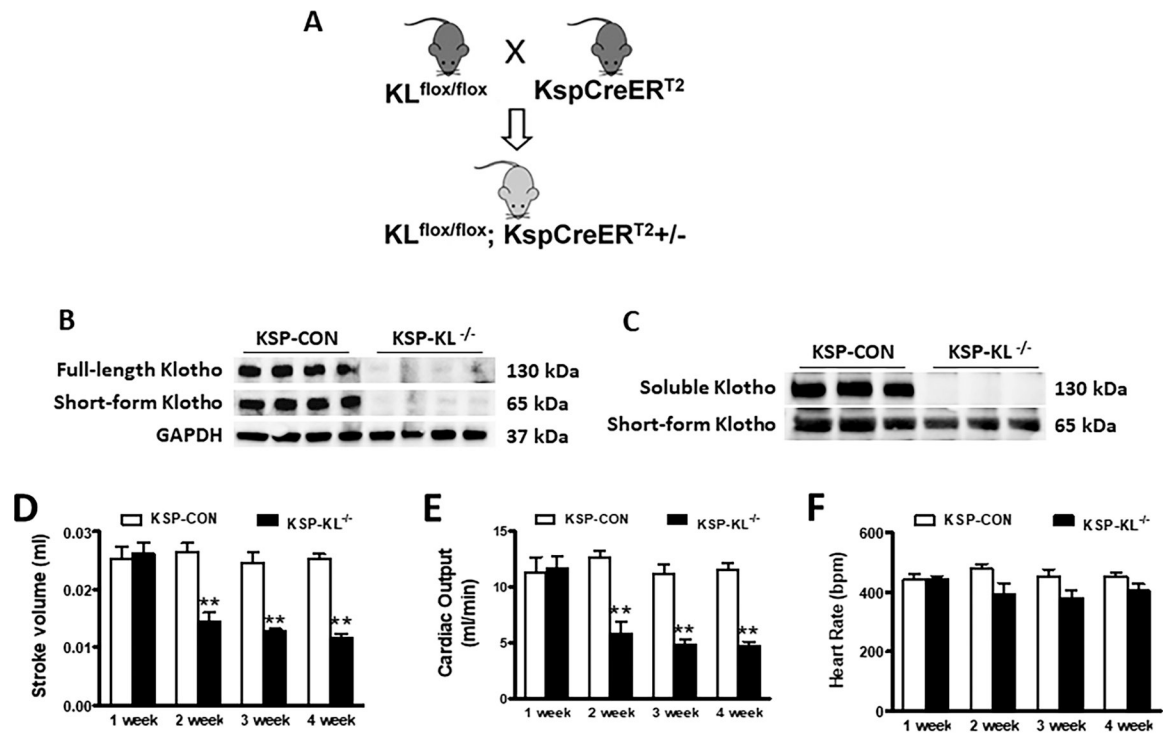 A
X
KL^flox/flox KspCreER^T2
KL^flox/flox; KspCreER^T2+/-
B
KSP-CON KSP-KL -/-
Full-length Klotho 130 kDa
Short-form Klotho 65 kDa
GAPDH 37 kDa
C
KSP-CON KSP-KL -/-
Soluble Klotho 130 kDa
Short-form Klotho 65 kDa
D
KSP-CON KSP-KL-/-
Stroke volume (ml)
0.03
0.02
0.01
0.00
** ** **
1 week 2 week 3 week 4 week
E
KSP-CON KSP-KL-/-
Cardiac Output
(ml/min)
15
10
5
0
** ** **
1 week 2 week 3 week 4 week
F
KSP-CON KSP-KL-/-
Heart Rate (bpm)
600
400
200
0
1 week 2 week 3 week 4 week